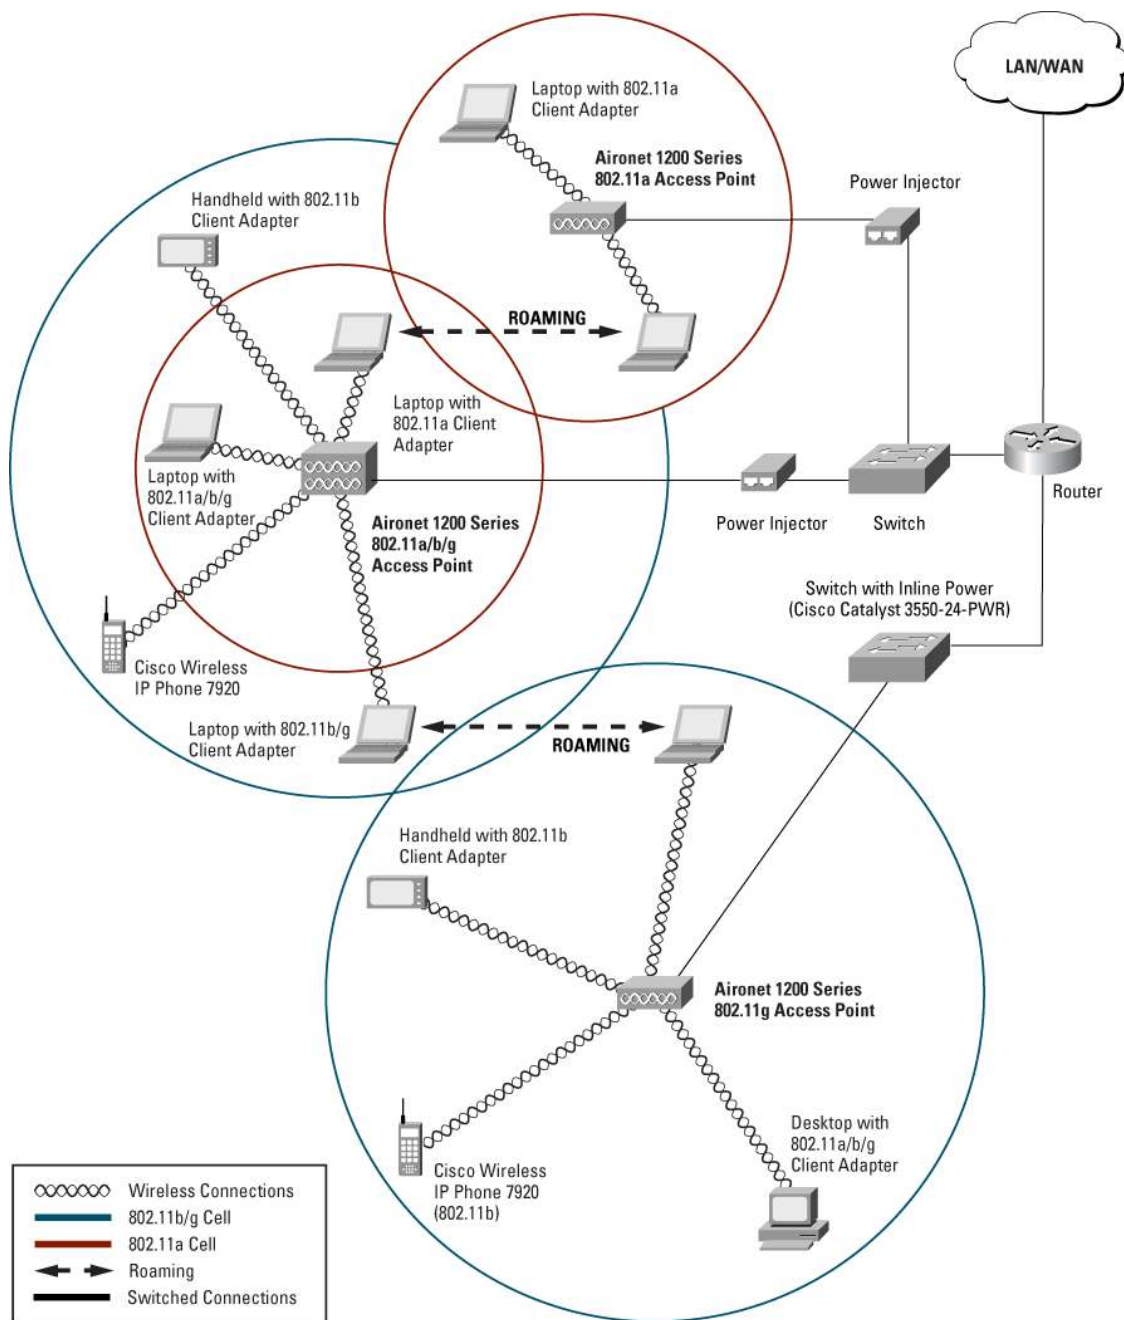 LAN/WAN
Laptop with 802.11a
Client Adapter
Aironet 1200 Series
802.11a Access Point
Power Injector
Handheld with 802.11b
Client Adapter
ROAMING
Laptop with
802.11a Client
Adapter
Laptop with
802.11a/b/g
Client Adapter
Aironet 1200 Series
802.11a/b/g
Access Point
Power Injector
Switch
Router
Switch with Inline Power
(Cisco Catalyst 3550-24-PWR)
Cisco Wireless
IP Phone 7920
Laptop with 802.11b/g
Client Adapter
ROAMING
Handheld with 802.11b
Client Adapter
Aironet 1200 Series
802.11g Access Point
Desktop with
802.11a/b/g
Client Adapter
Cisco Wireless
IP Phone 7920
(802.11b)
Wireless Connections
802.11b/g Cell
802.11a Cell
Roaming
Switched Connections